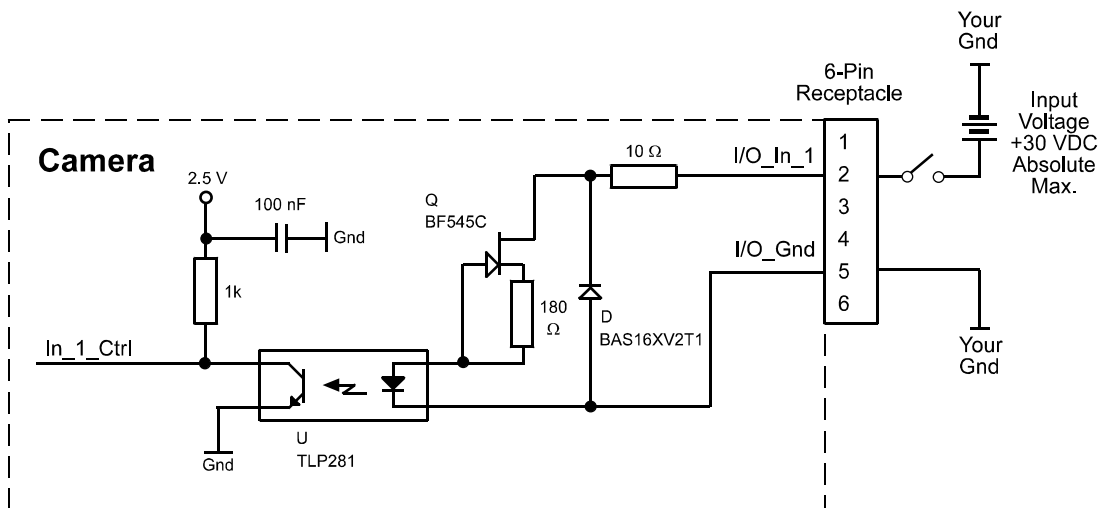 Your
Gnd
6-Pin
Receptacle
Input
Voltage
+30 VDC
Absolute
Max.
Camera
2.5 V
100 nF
Gnd
1k
In_1_Ctrl
Q
BF545C
10 Ω
I/O_In_1
I/O_Gnd
1
2
3
4
5
6
180
Ω
D
BAS16XV2T1
U
TLP281
Gnd
Your
Gnd